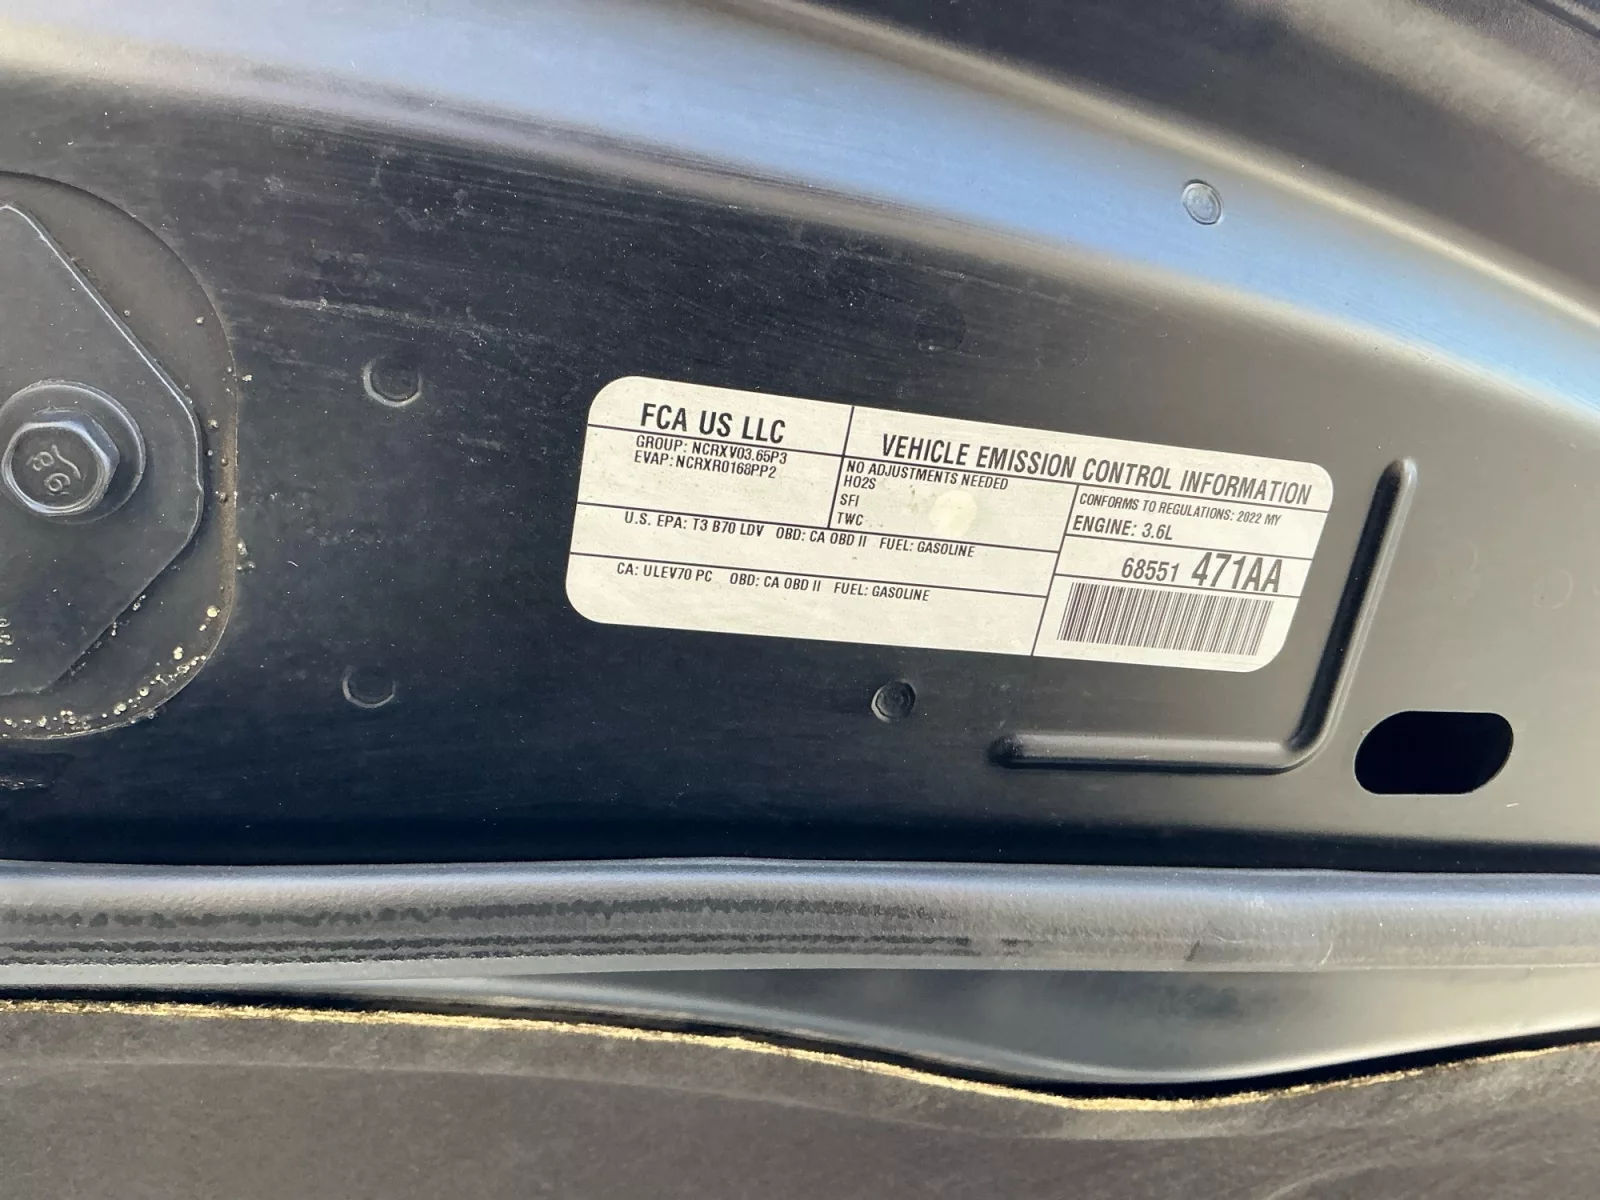 FCA US LLC
GROUP: NCRXV03.65P3
EVAP: NCRXR0168PP2
VEHICLE EMISSION CONTROL INFORMATION
NO ADJUSTMENTS NEEDED
HO2S
SFI
TWC
CONFORMS TO REGULATIONS: 2022 MY
ENGINE: 3.6L
U.S. EPA: T3 B70 LDV OBD: CA OBD II FUEL: GASOLINE
CA: ULEV70 PC OBD: CA OBD II FUEL: GASOLINE
68551 471AA